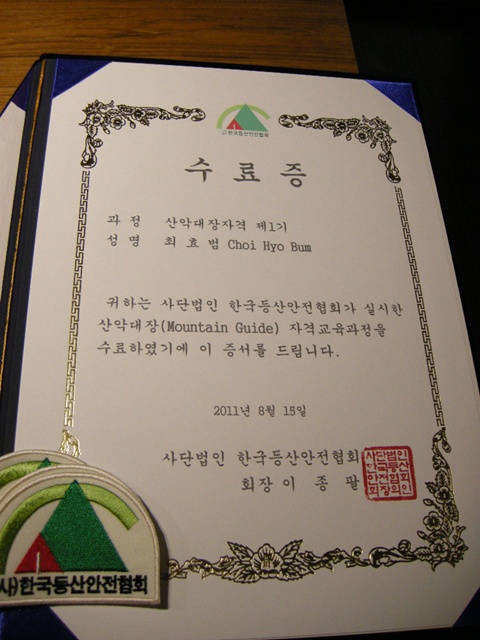 (사)한국등산안전협회
수료증
과정 산악대장자격 제1기
성명 최효범 Choi Hyo Bum
귀하는 사단법인 한국등산안전협회가 실시한
산악대장(Mountain Guide) 자격교육과정을
수료하였기에 이 증서를 드립니다.
2011년 8월 15일
사단법인 한국등산안전협회
회장 이종팔
사단법인
한국등산
안전협회
회장의인
사)한국등산안전협회